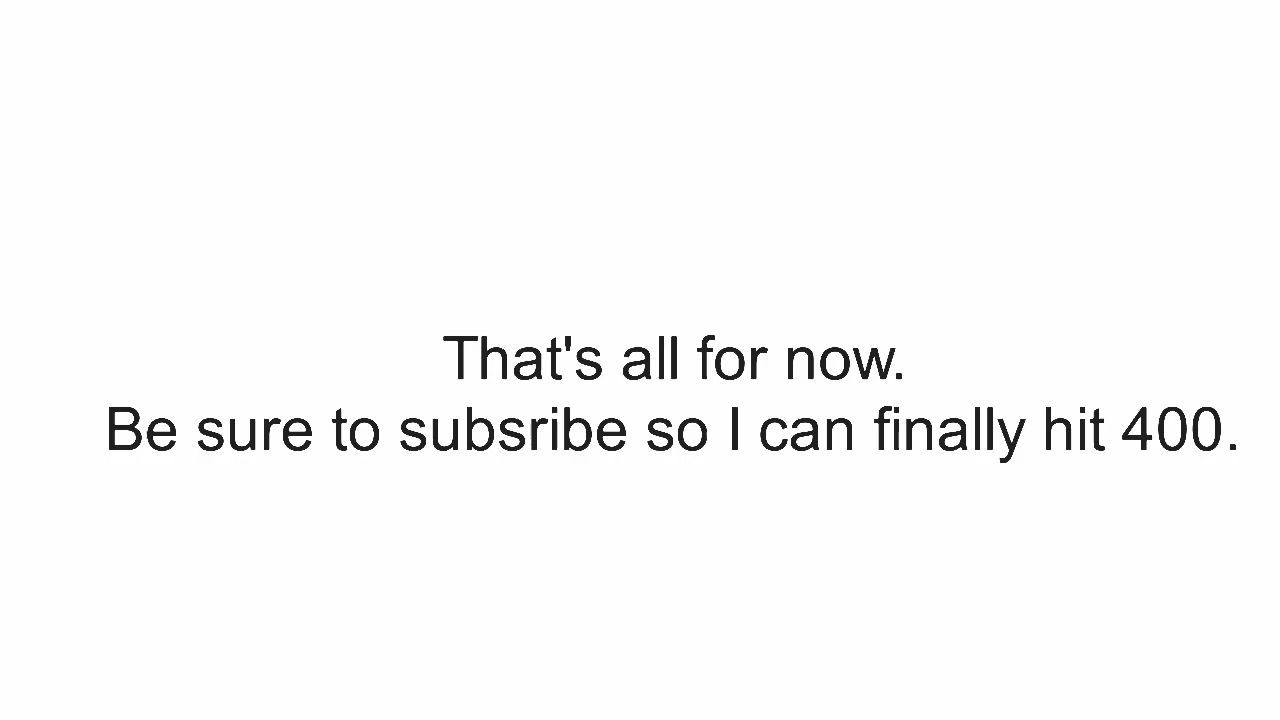 That's all for now.
Be sure to subsribe so I can finally hit 400.